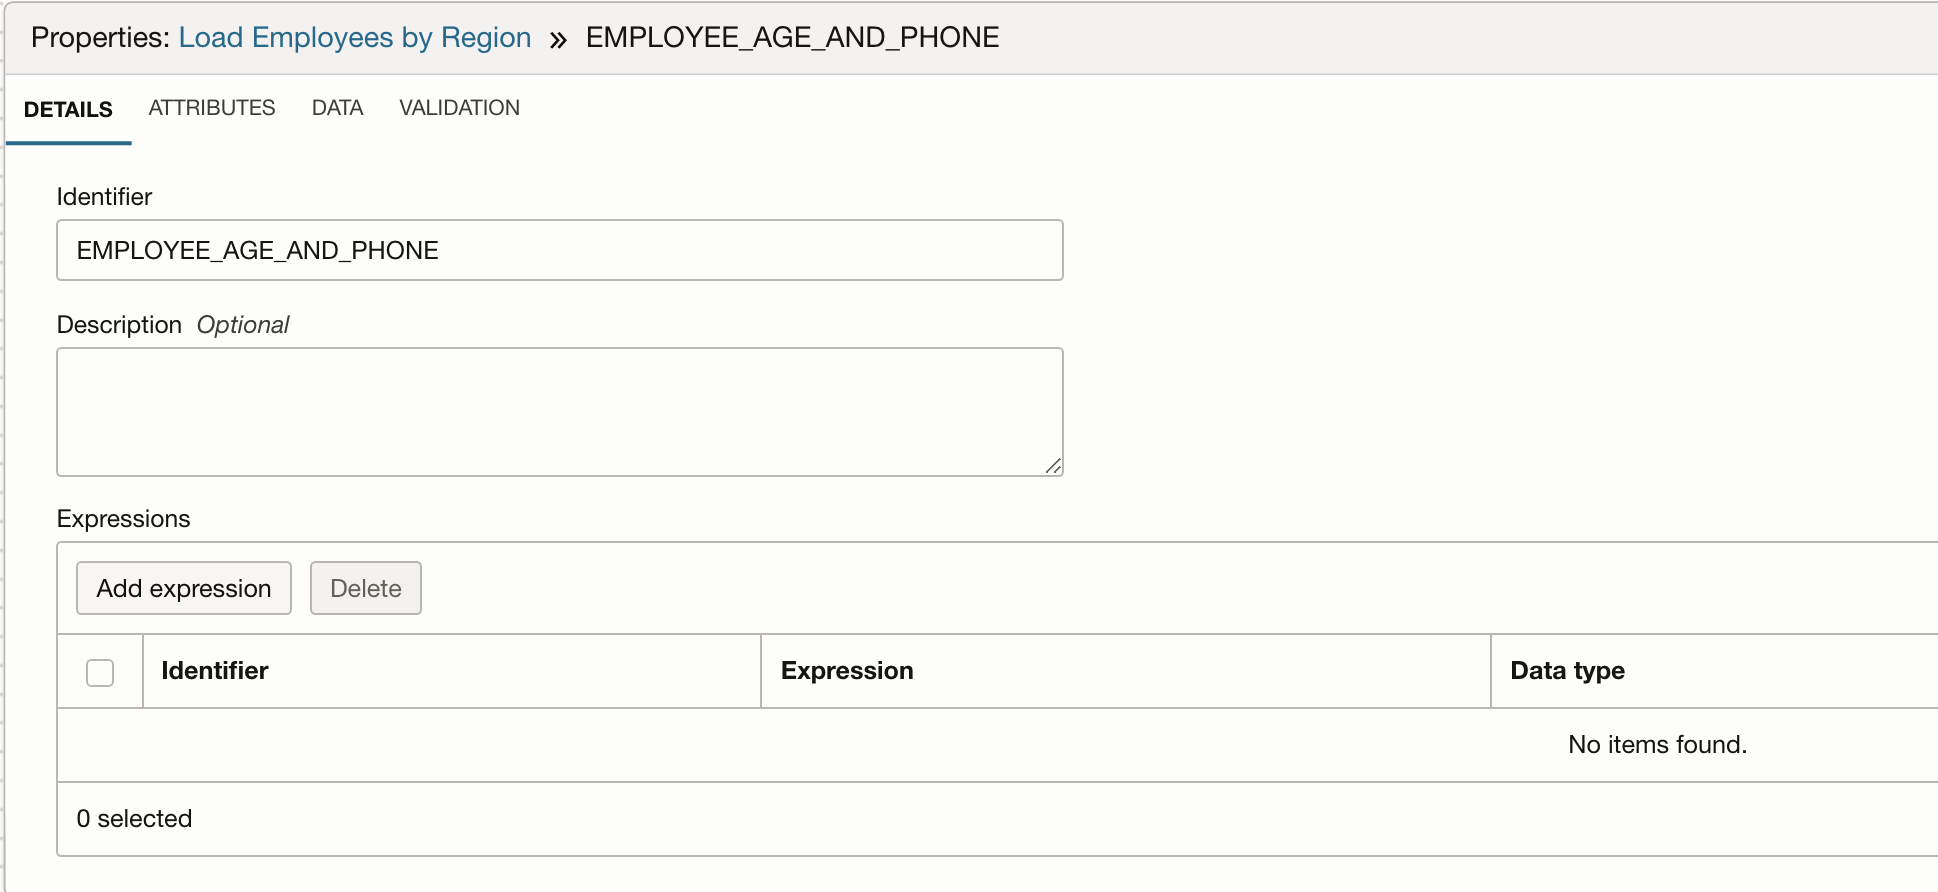 Properties: Load Employees by Region » EMPLOYEE_AGE_AND_PHONE
DETAILS ATTRIBUTES DATA VALIDATION
Identifier
EMPLOYEE_AGE_AND_PHONE
Description Optional
Expressions
Add expression Delete
Identifier Expression Data type
No items found.
0 selected